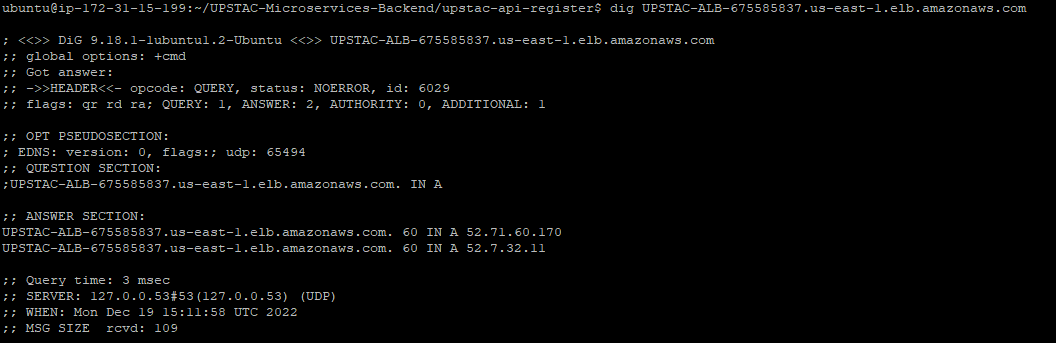 ubuntu@ip-172-31-15-199:~/UPSTAC-Microservices-Backend/upstac-api-register$ dig UPSTAC-ALB-675585837.us-east-1.elb.amazonaws.com
; <<>> DiG 9.18.1-1ubuntu1.2-Ubuntu <<>> UPSTAC-ALB-675585837.us-east-1.elb.amazonaws.com
;; global options: +cmd
;; Got answer:
;; ->>HEADER<<- opcode: QUERY, status: NOERROR, id: 6029
;; flags: qr rd ra; QUERY: 1, ANSWER: 2, AUTHORITY: 0, ADDITIONAL: 1
;; OPT PSEUDOSECTION:
; EDNS: version: 0, flags:; udp: 65494
;; QUESTION SECTION:
;UPSTAC-ALB-675585837.us-east-1.elb.amazonaws.com. IN A
;; ANSWER SECTION:
UPSTAC-ALB-675585837.us-east-1.elb.amazonaws.com. 60 IN A 52.71.60.170
UPSTAC-ALB-675585837.us-east-1.elb.amazonaws.com. 60 IN A 52.7.32.11
;; Query time: 3 msec
;; SERVER: 127.0.0.53#53(127.0.0.53) (UDP)
;; WHEN: Mon Dec 19 15:11:58 UTC 2022
;; MSG SIZE  rcvd: 109